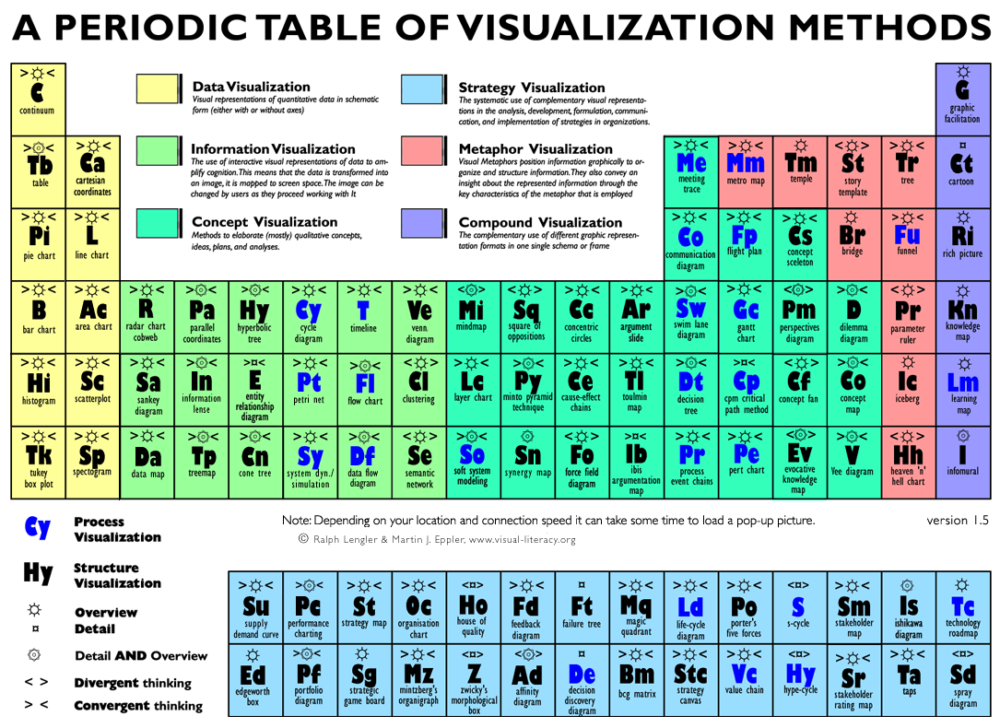 A PERIODIC TABLE OF VISUALIZATION METHODS
> <
C
continuum
Data Visualization
Visual representations of quantitative data in schematic
form (either with or without axes)
Strategy Visualization
The systematic use of complementary visual representa-
tions in the analysis, development, formulation, communi-
cation, and implementation of strategies in organizations.
G
graphic
facilitation
> <
Tb
table
> <
Ca
cartesian
coordinates
Information Visualization
The use of interactive visual representations of data to am-
plify cognition. This means that the data is transformed into
an image, it is mapped to screen space. The image can be
changed by users as they proceed working with It
Metaphor Visualization
Visual Metaphors position information graphically to or-
ganize and structure information. They also convey an
insight about the represented information through the
key characteristics of the metaphor that is employed
> <
Me
meeting
trace
> <
Mm
metro map
Tm
temple
< >
St
story
template
> <
Tr
tree
Ct
cartoon
> <
Pi
pie chart
> <
L
line chart
Concept Visualization
Methods to elaborate (mostly) qualitative concepts,
ideas, plans, and analyses.
Compound Visualization
The complementary use of different graphic represen-
tation formats in one single schema or frame
> <
Co
communication
diagram
> <
Fp
flight plan
> <
Cs
concept
sceleton
Br
bridge
> <
Fu
funnel
Ri
rich picture
> <
B
bar chart
> <
Ac
area chart
> <
R
radar chart
cobweb
> <
Pa
parallel
coordinates
> <
Hy
hyperbolic
tree
> <
Cy
cycle
diagram
> <
T
timeline
> <
Ve
venn
diagram
< >
Mi
mindmap
< >
Sq
square of
oppositions
> <
Cc
concentric
circles
> <
Ar
argument
slide
> <
Sw
swim lane
diagram
> <
Gc
gantt
chart
< >
Pm
perspectives
diagram
> <
D
dilemma
diagram
> <
Pr
parameter
ruler
Kn
knowledge
map
> <
Hi
histogram
> <
Sc
scatterplot
> <
Sa
sankey
diagram
> <
In
information
lense
> <
E
entity
relationship
diagram
> <
Pt
petri net
> <
Fl
flow chart
< >
Cl
clustering
> <
Lc
layer chart
> <
Py
minto pyramid
technique
> <
Ce
cause-effect
chains
> <
Tl
toulmin
map
> <
Dt
decision
tree
> <
Cp
cpm critical
path method
< >
Cf
concept fan
> <
Co
concept
map
Ic
iceberg
Lm
learning
map
> <
Tk
tukey
box plot
> <
Sp
spectogram
> <
Da
data map
> <
Tp
treemap
> <
Cn
cone tree
> <
Sy
system dyn./
simulation
> <
Df
data flow
diagram
< >
Se
semantic
network
> <
So
soft system
modeling
Sn
synergy map
< >
Fo
force field
diagram
> <
Ib
ibis
argumentation
map
> <
Pr
process
event chains
> <
Pe
pert chart
< >
Ev
evocative
knowledge
map
> <
V
Vee diagram
< >
Hh
heaven 'n'
hell chart
I
infomural
Cy
Process
Visualization
Note: Depending on your location and connection speed it can take some time to load a pop-up picture.
version 1.5
© Ralph Lengler & Martin J. Eppler, www.visual-literacy.org
Hy
Structure
Visualization
Overview
Detail
Detail AND Overview
< > Divergent thinking
> < Convergent thinking
> <
Su
supply
demand curve
> <
Pc
performance
charting
> <
St
strategy map
> <
Oc
organisation
chart
< >
Ho
house of
quality
> <
Fd
feedback
diagram
Ft
failure tree
> <
Mq
magic
quadrant
> <
Ld
life-cycle
diagram
> <
Po
porter's
five forces
< >
S
s-cycle
> <
Sm
stakeholder
map
Is
ishikawa
diagram
Tc
technology
roadmap
Ed
edgeworth
box
> <
Pf
portfolio
diagram
Sg
strategic
game board
> <
Mz
mintzberg's
organigraph
< >
Z
zwicky's
morphological
box
< >
Ad
affinity
diagram
De
decision
discovery
diagram
> <
Bm
bcg matrix
> <
Stc
strategy
canvas
> <
Vc
value chain
< >
Hy
hype-cycle
> <
Sr
stakeholder
rating map
> <
Ta
taps
< >
Sd
spray
diagram